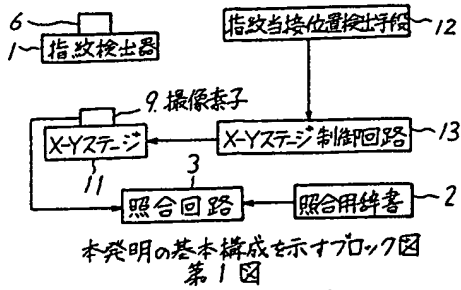 6
1
指紋検出器
指紋当接位置検出手段
12
9.撮像素子
X-Yステージ
11
X-Yステージ制御回路
13
3
照合回路
照合用辞書
2
本発明の基本構成を示すブロック図
第1図